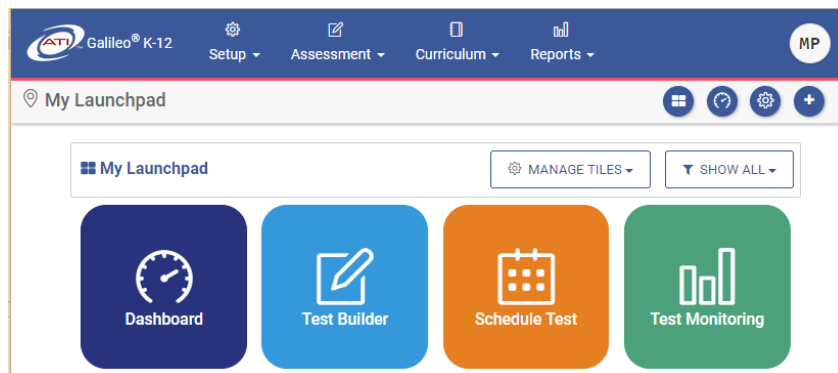 ATI Galileo® K-12
Setup
Assessment
Curriculum
Reports
MP
My Launchpad
My Launchpad
MANAGE TILES
SHOW ALL
Dashboard
Test Builder
Schedule Test
Test Monitoring